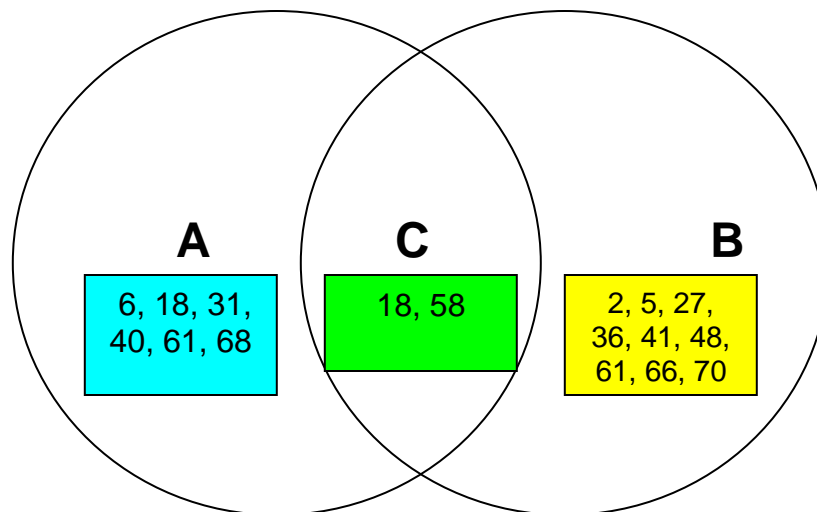 A
C
B
6, 18, 31,
40, 61, 68
18, 58
2, 5, 27,
36, 41, 48,
61, 66, 70